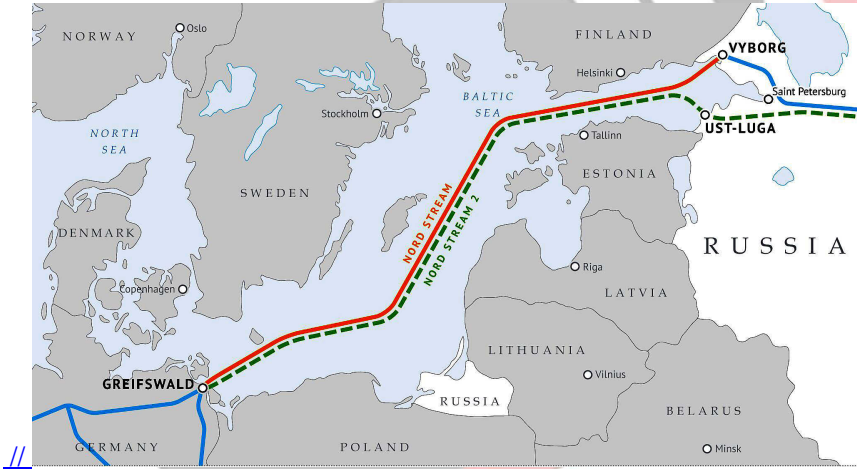 NORWAY
Oslo
FINLAND
VYBORG
Helsinki
Saint Petersburg
BALTIC
SEA
Stockholm
UST-LUGA
NORTH
SEA
Tallinn
ESTONIA
SWEDEN
NORD STREAM
NORD STREAM 2
DENMARK
RUSSIA
Riga
Copenhagen
LATVIA
LITHUANIA
Vilnius
GREIFSWALD
RUSSIA
BELARUS
GERMANY
POLAND
Minsk
//